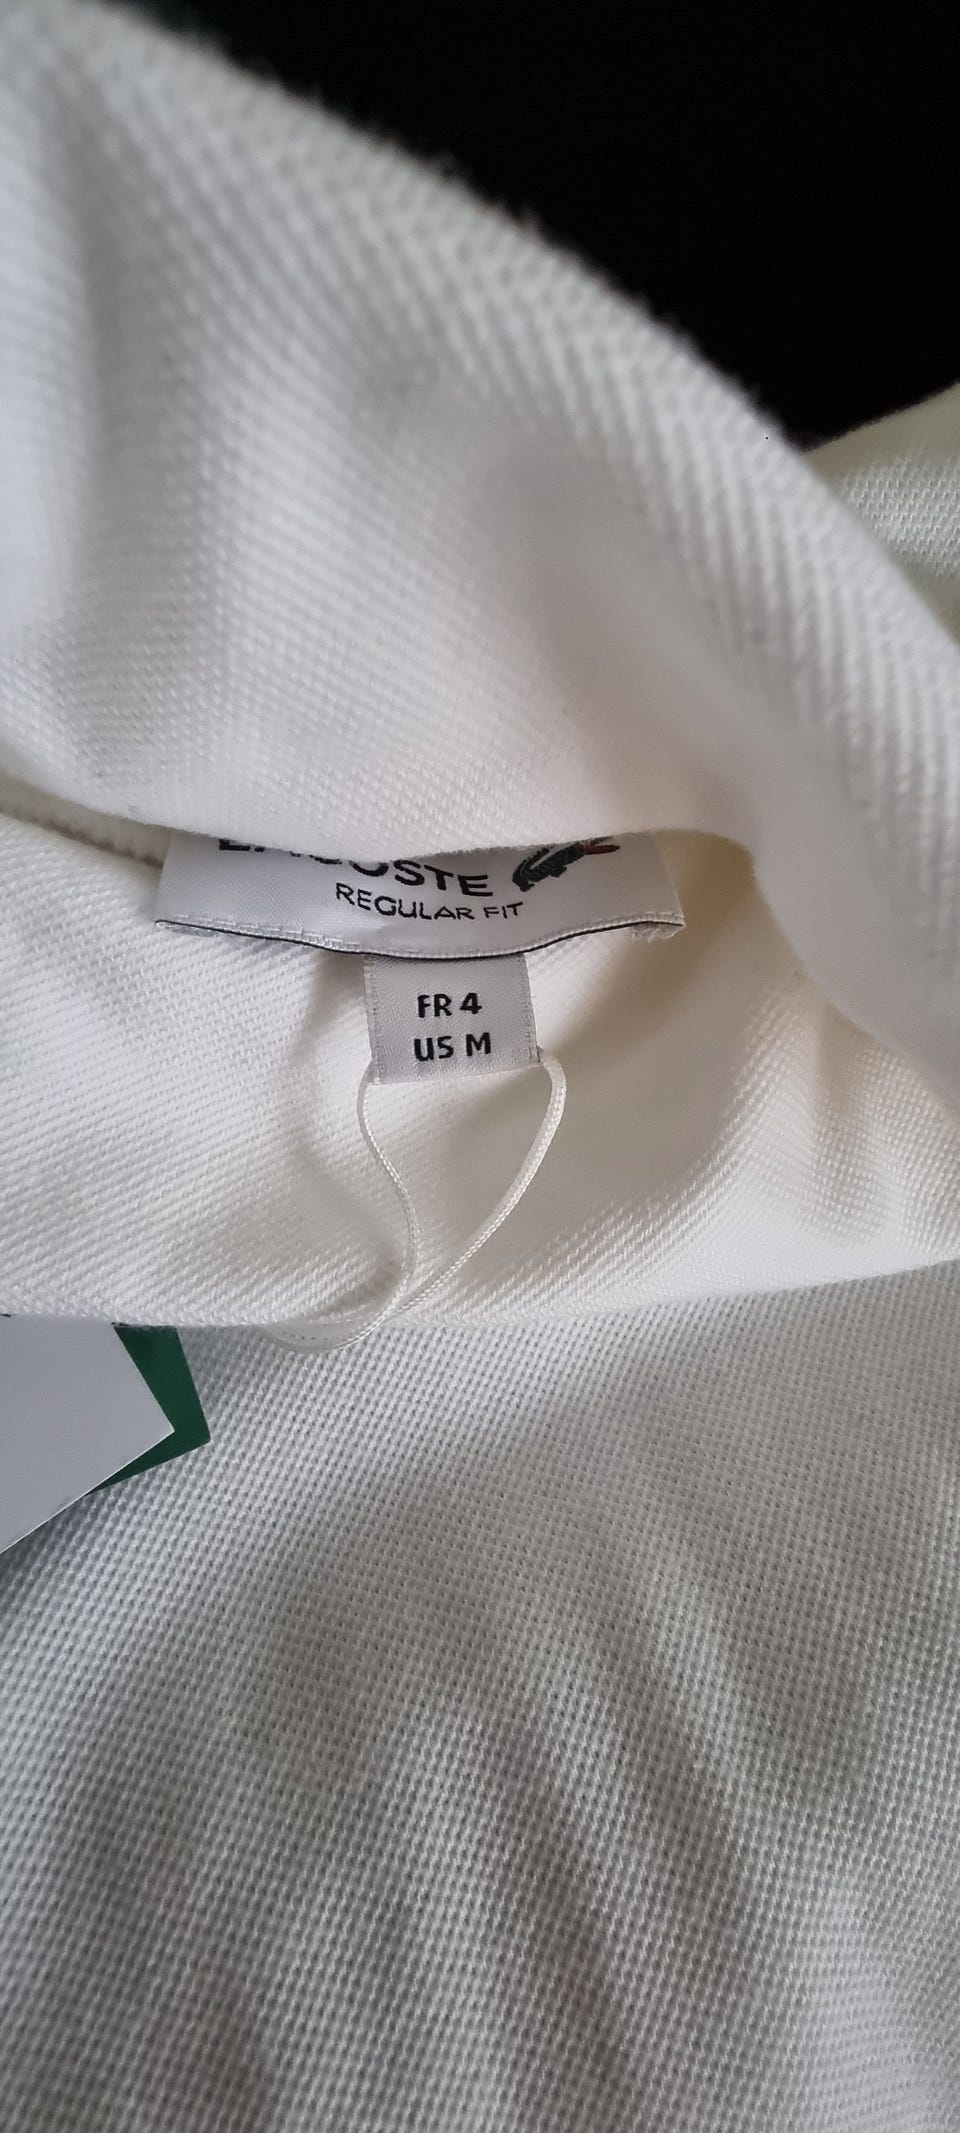 LACOSTE
REGULAR FIT
FR 4
US M